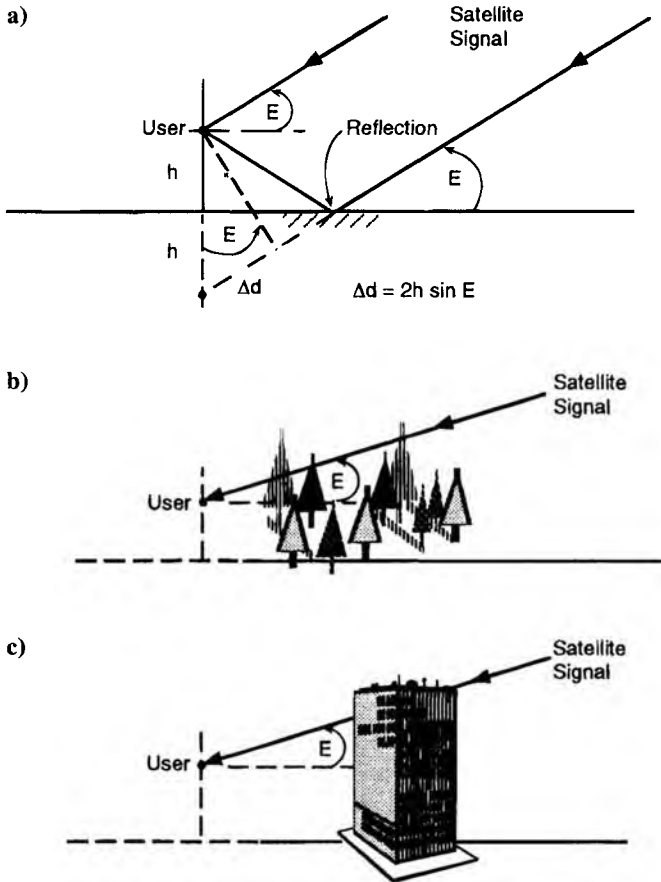 a)
Satellite
Signal
E
User
Reflection
h
E
E
h
Δd
Δd = 2h sin E
b)
Satellite
Signal
E
User
c)
Satellite
Signal
E
User